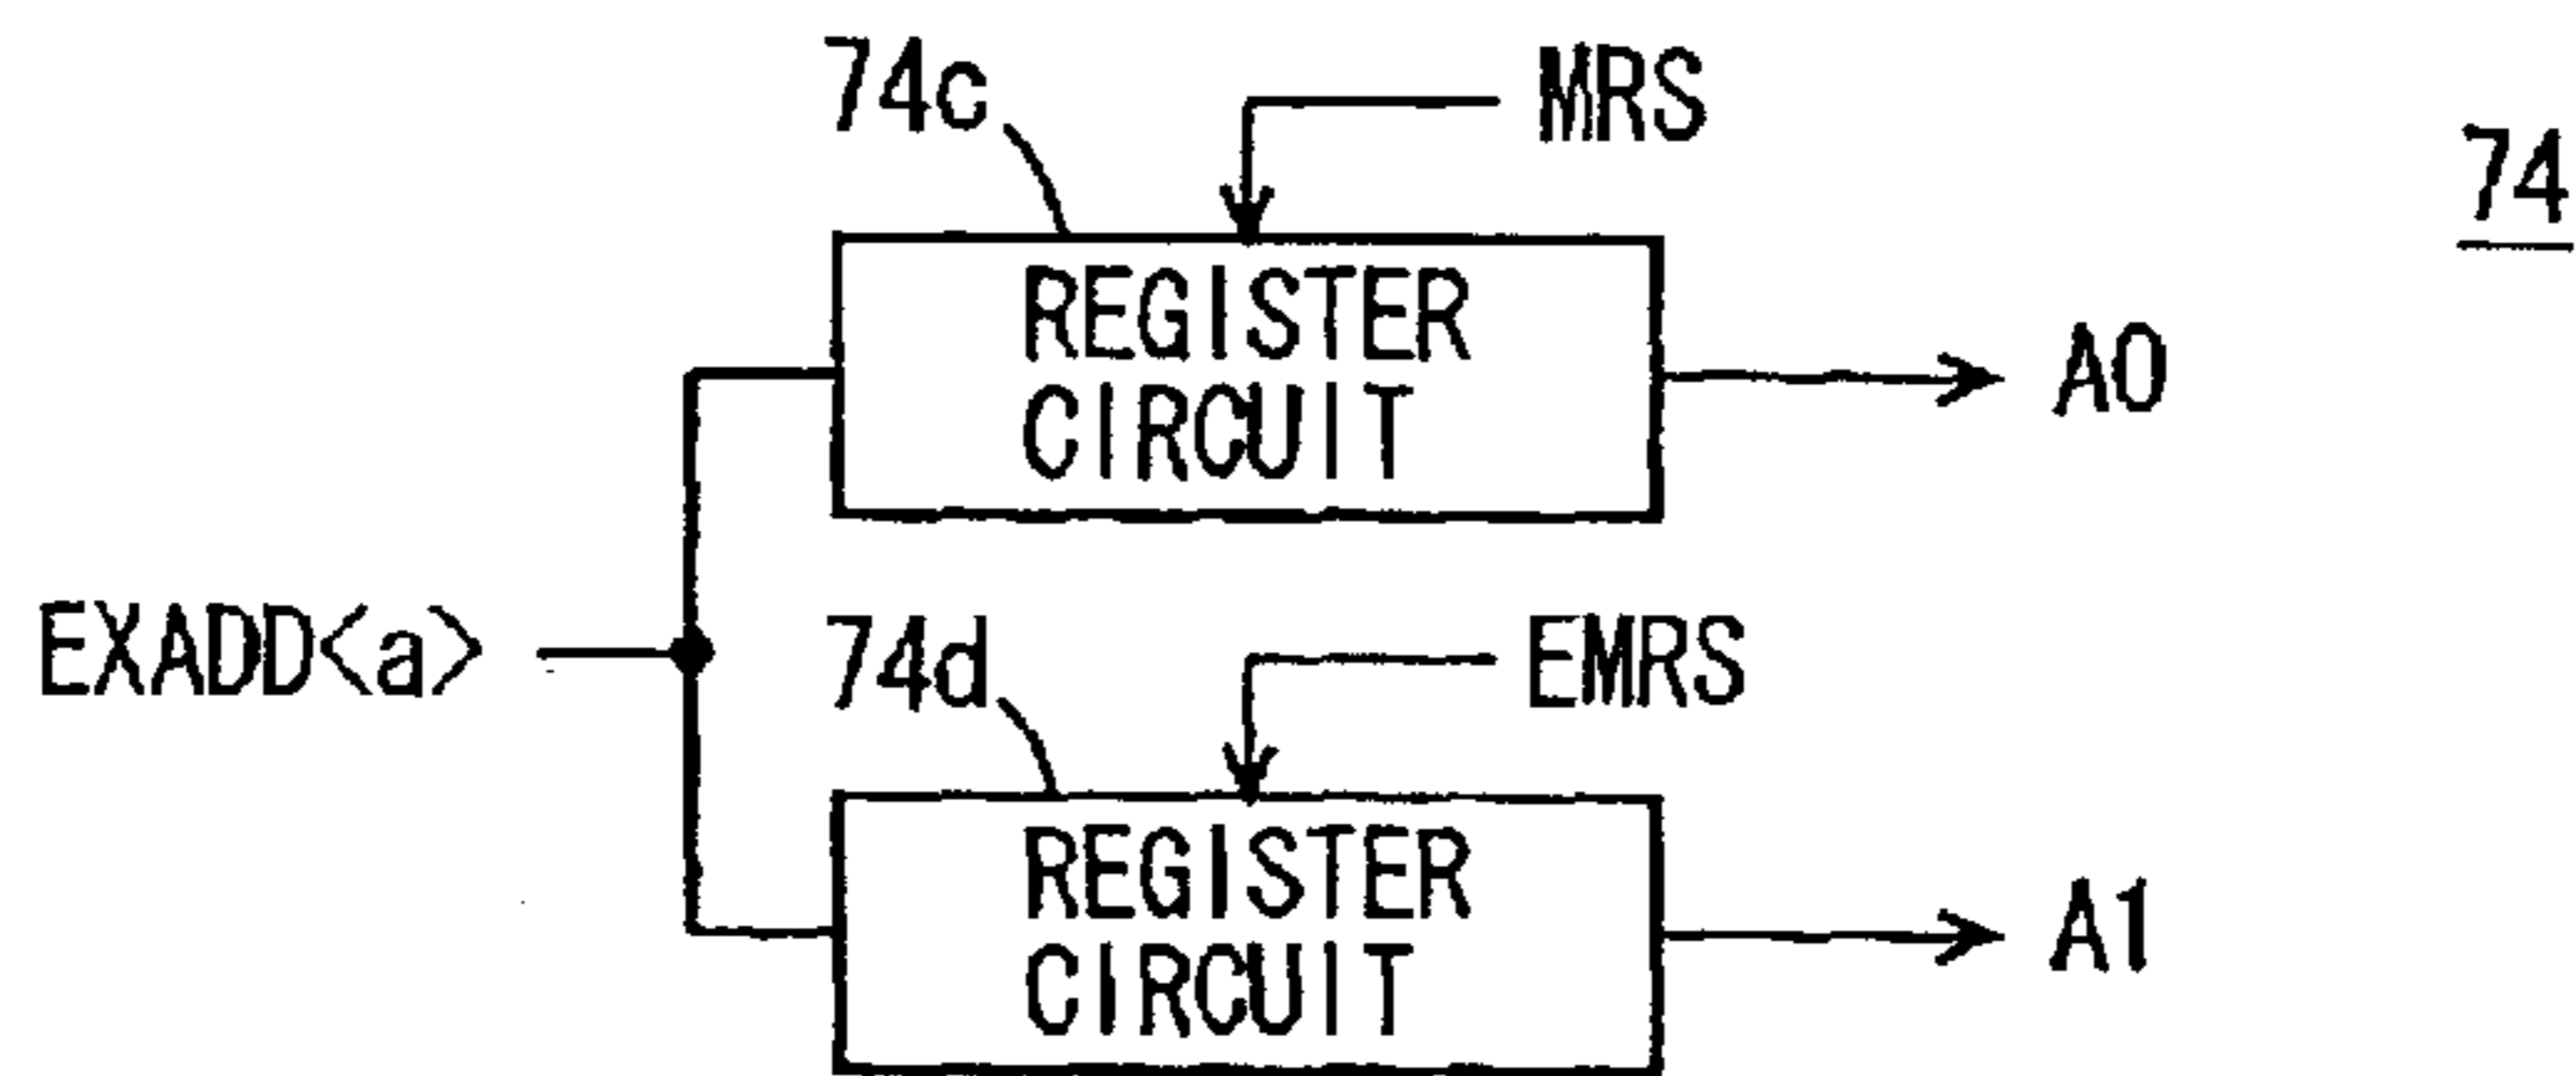 74c
MRS
74
REGISTER
CIRCUIT
A0
EXADD<a>
74d
EMRS
REGISTER
CIRCUIT
A1